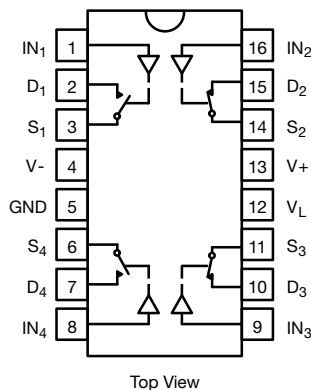 IN1 1 16 IN2
D1 2 15 D2
S1 3 14 S2
V- 4 13 V+
GND 5 12 VL
S4 6 11 S3
D4 7 10 D3
IN4 8 9 IN3
Top View